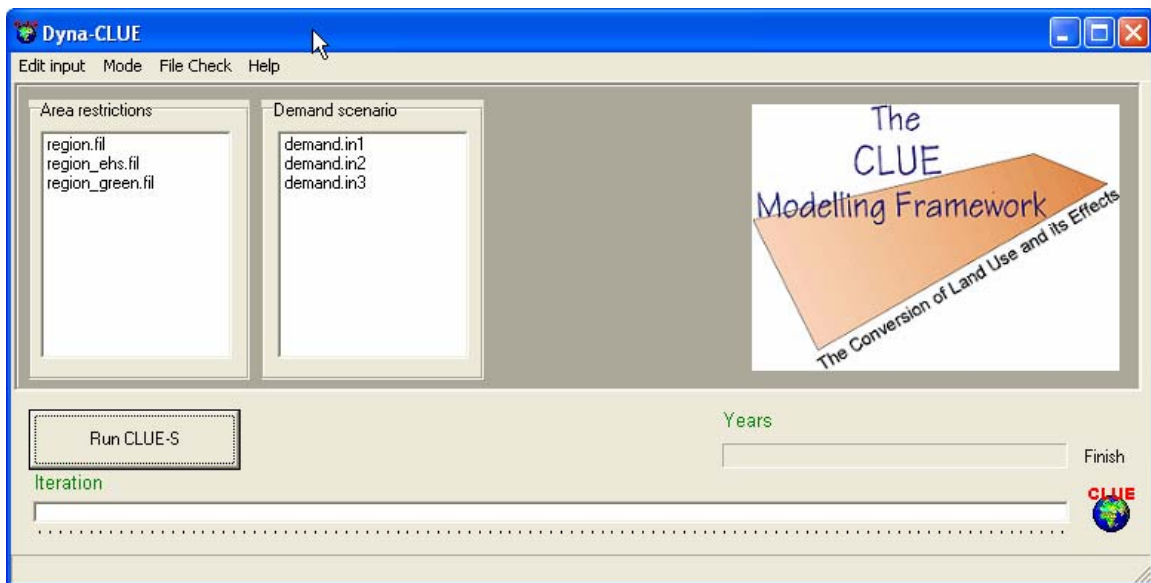 Dyna-CLUE
Edit input Mode File Check Help
Area restrictions
region.fil
region_ehs.fil
region_green.fil
Demand scenario
demand.in1
demand.in2
demand.in3
The
CLUE
Modelling Framework
The Conversion of Land Use and its Effects
Run CLUE-S
Years
Finish
Iteration
CLUE